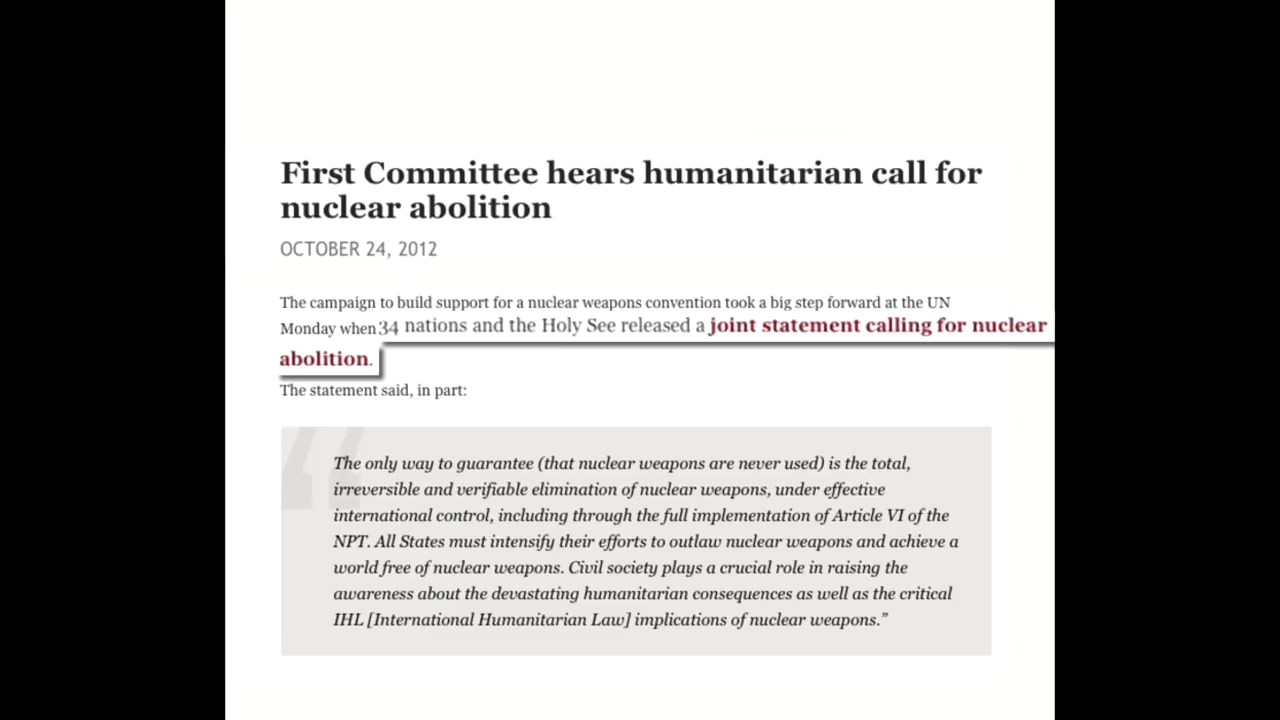 First Committee hears humanitarian call for
nuclear abolition
OCTOBER 24, 2012
The campaign to build support for a nuclear weapons convention took a big step forward at the UN
Monday when 34 nations and the Holy See released a joint statement calling for nuclear
abolition.
The statement said, in part:
“
The only way to guarantee (that nuclear weapons are never used) is the total,
irreversible and verifiable elimination of nuclear weapons, under effective
international control, including through the full implementation of Article VI of the
NPT. All States must intensify their efforts to outlaw nuclear weapons and achieve a
world free of nuclear weapons. Civil society plays a crucial role in raising the
awareness about the devastating humanitarian consequences as well as the critical
IHL [International Humanitarian Law] implications of nuclear weapons.”